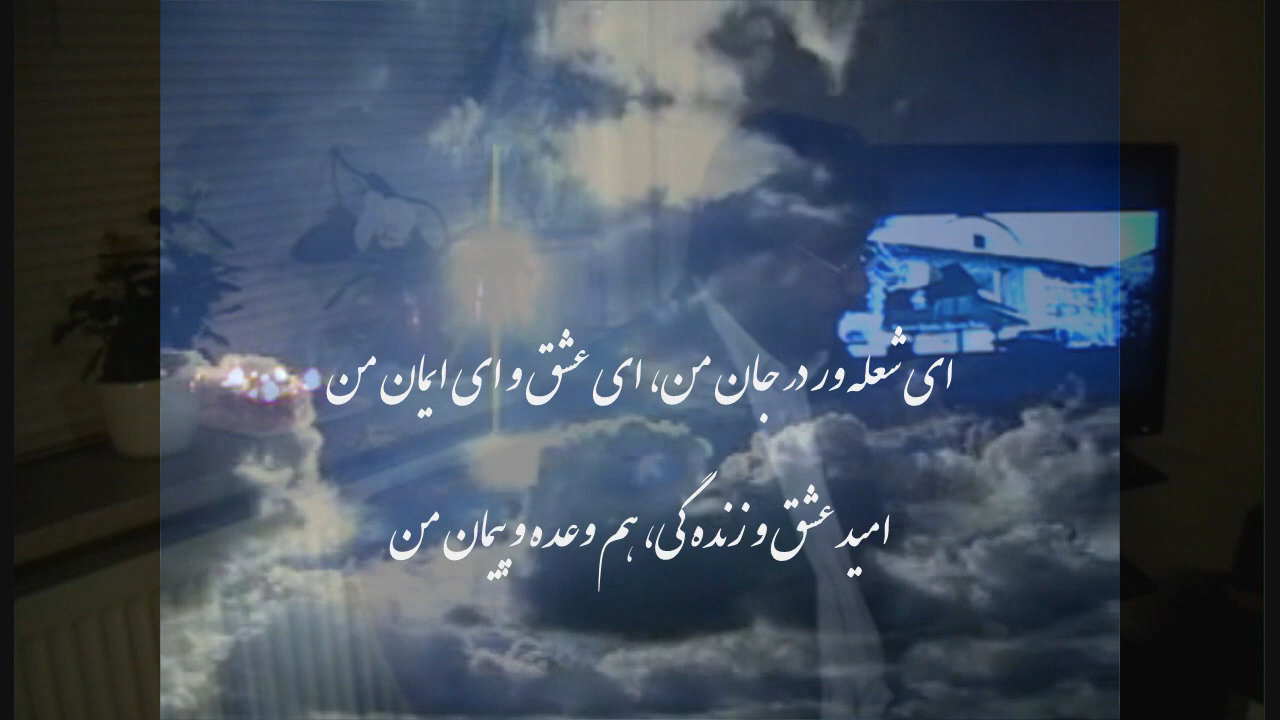 ای شعله‌ور در جان من، ای عشق و ای ایمان من
امید عشق و زنده‌گی، هم وعده و پیمان من